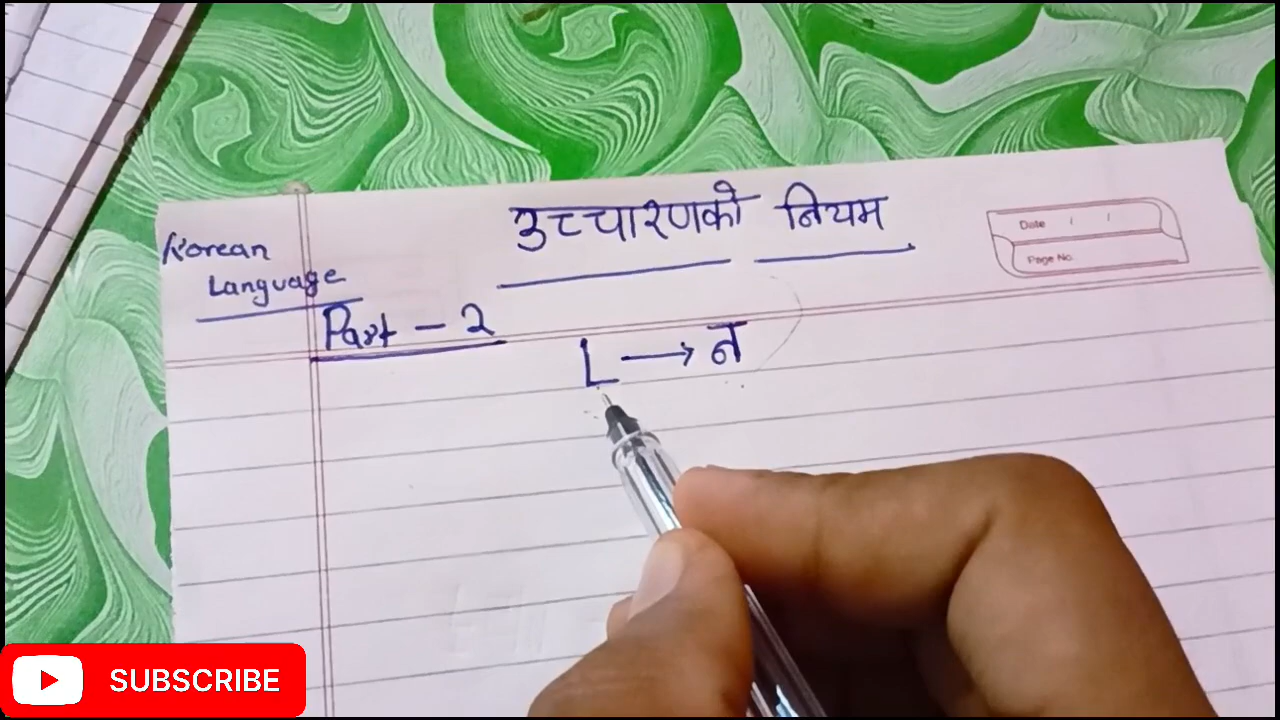 उच्चारणको नियम
Korean
Language
Date / /
Page No.
Part - 2
ㄴ → न
SUBSCRIBE